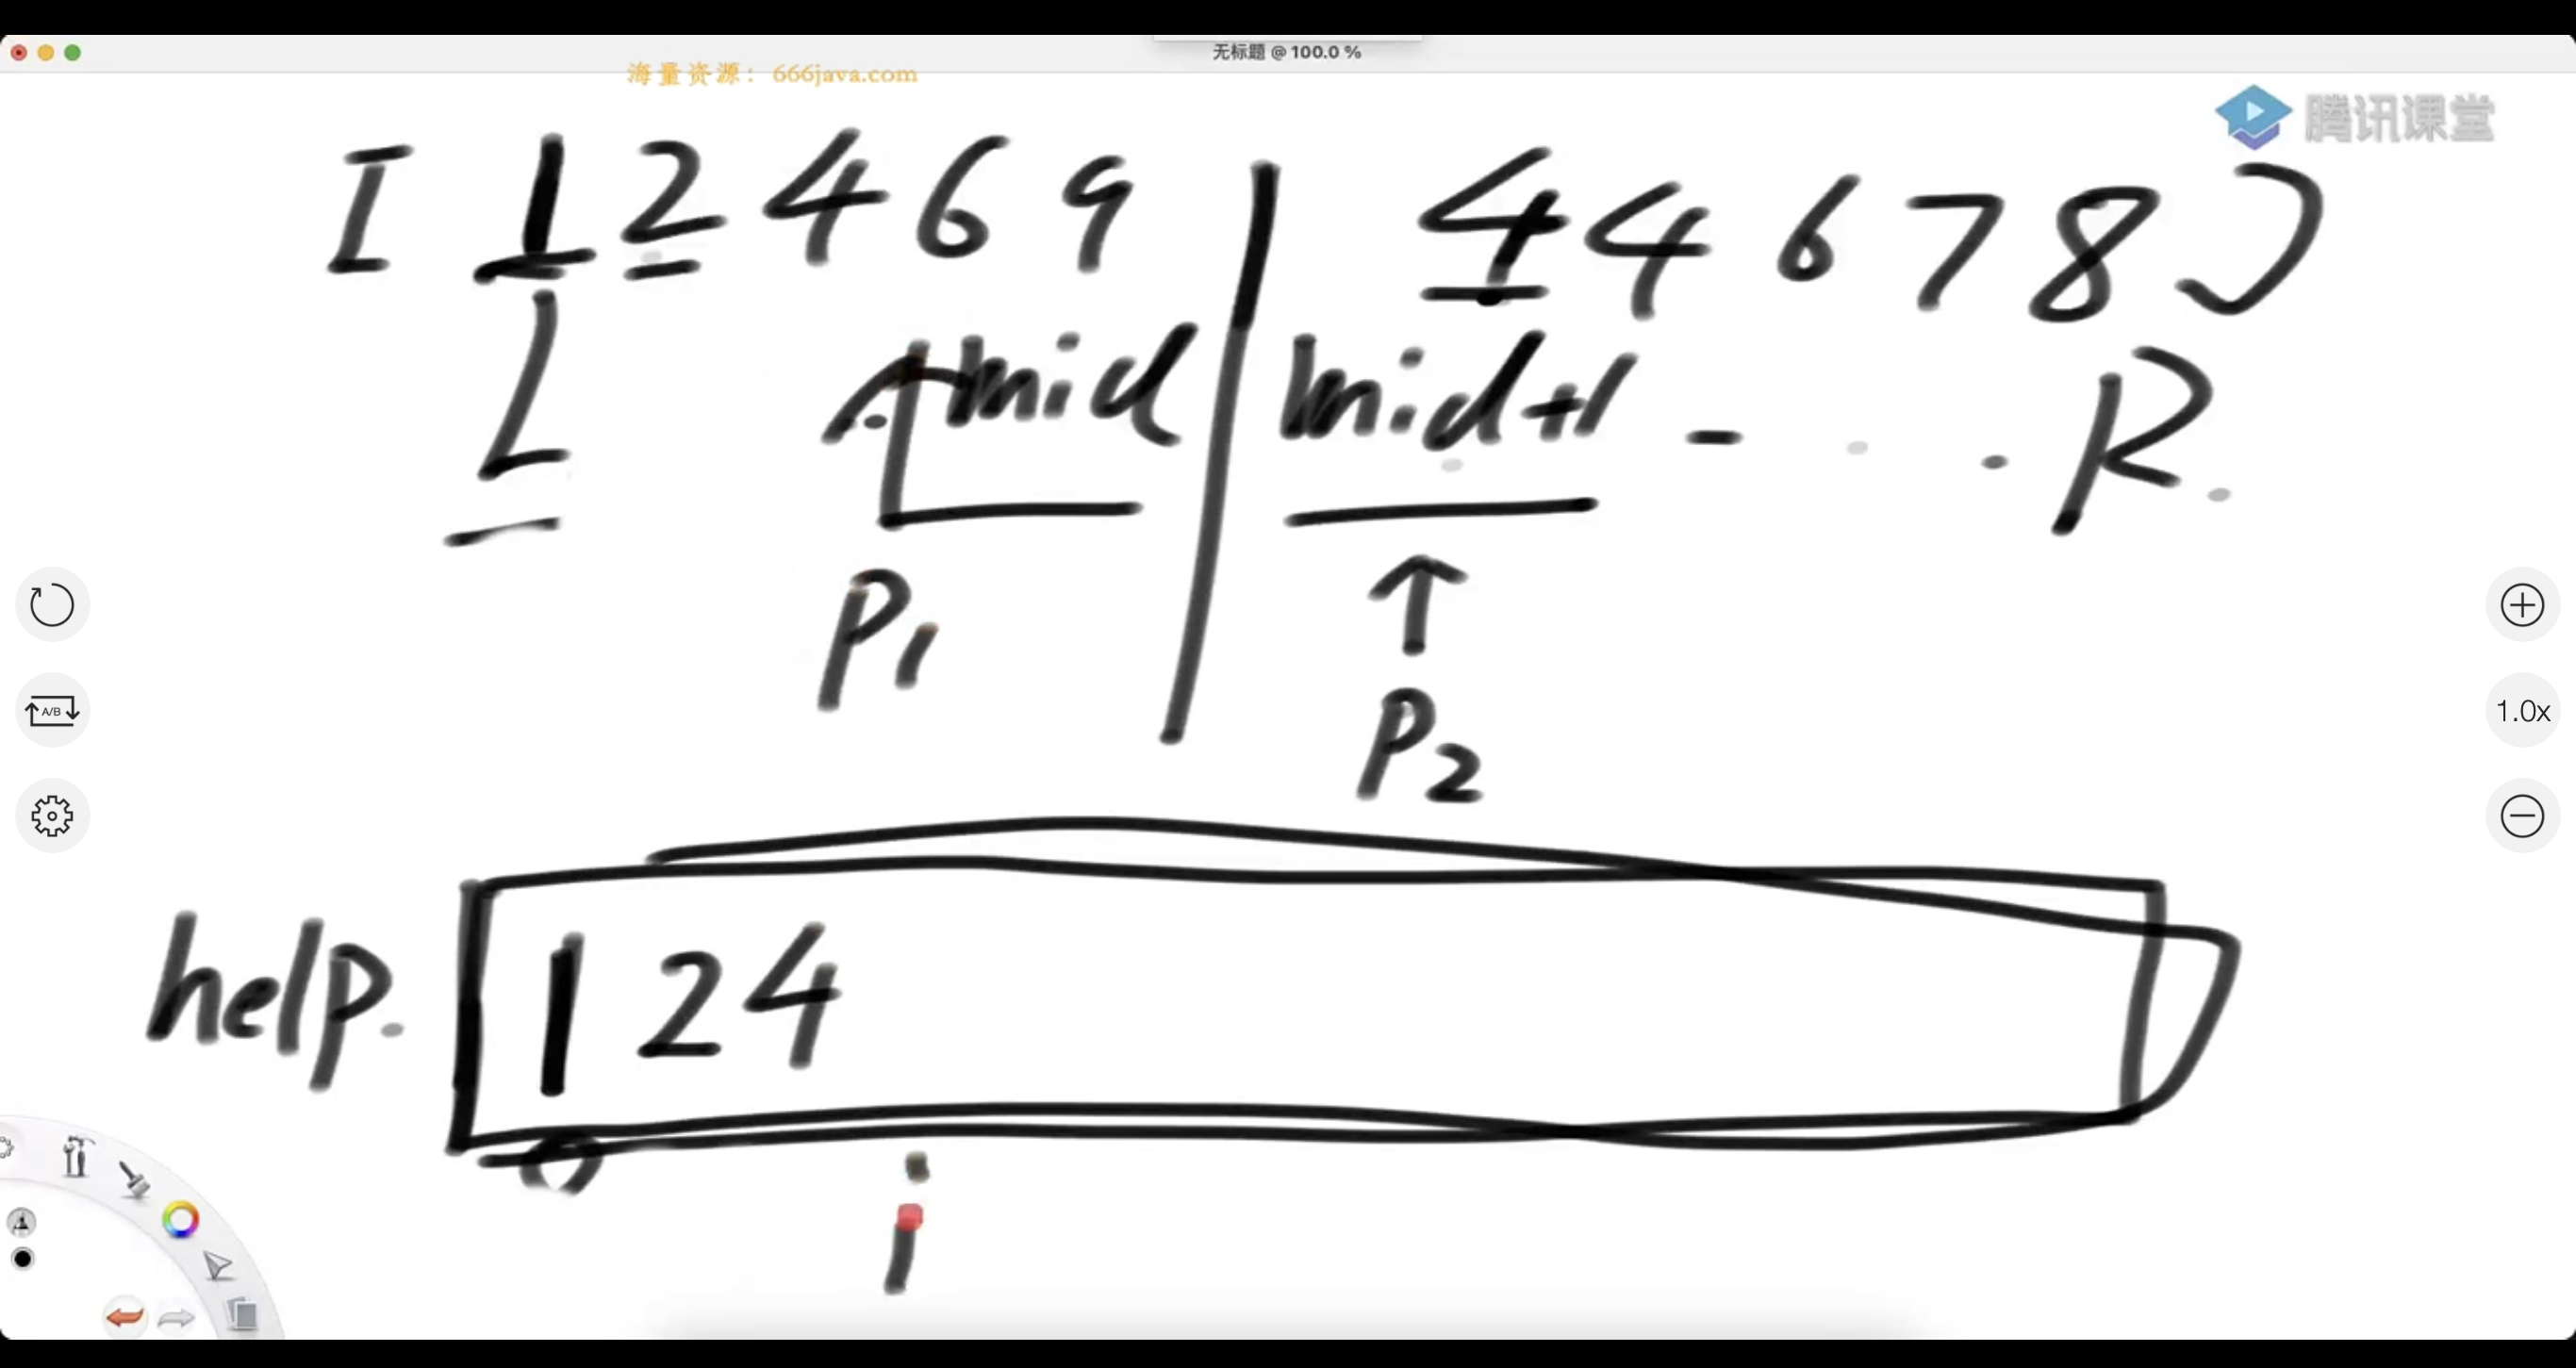 无标题 @ 100.0 %
海量资源：666java.com
腾讯课堂
[ 1 2 4 6 9 | 4 4 6 7 8 ]
L mid mid+1 - . . R.
P1
P2
A/B
1.0x
help. 1 2 4
0
i